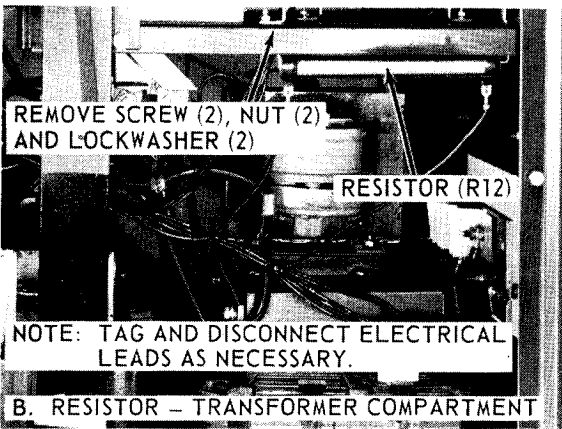 REMOVE SCREW (2), NUT (2)
AND LOCKWASHER (2)
RESISTOR (R12)
NOTE: TAG AND DISCONNECT ELECTRICAL
LEADS AS NECESSARY.
B. RESISTOR – TRANSFORMER COMPARTMENT